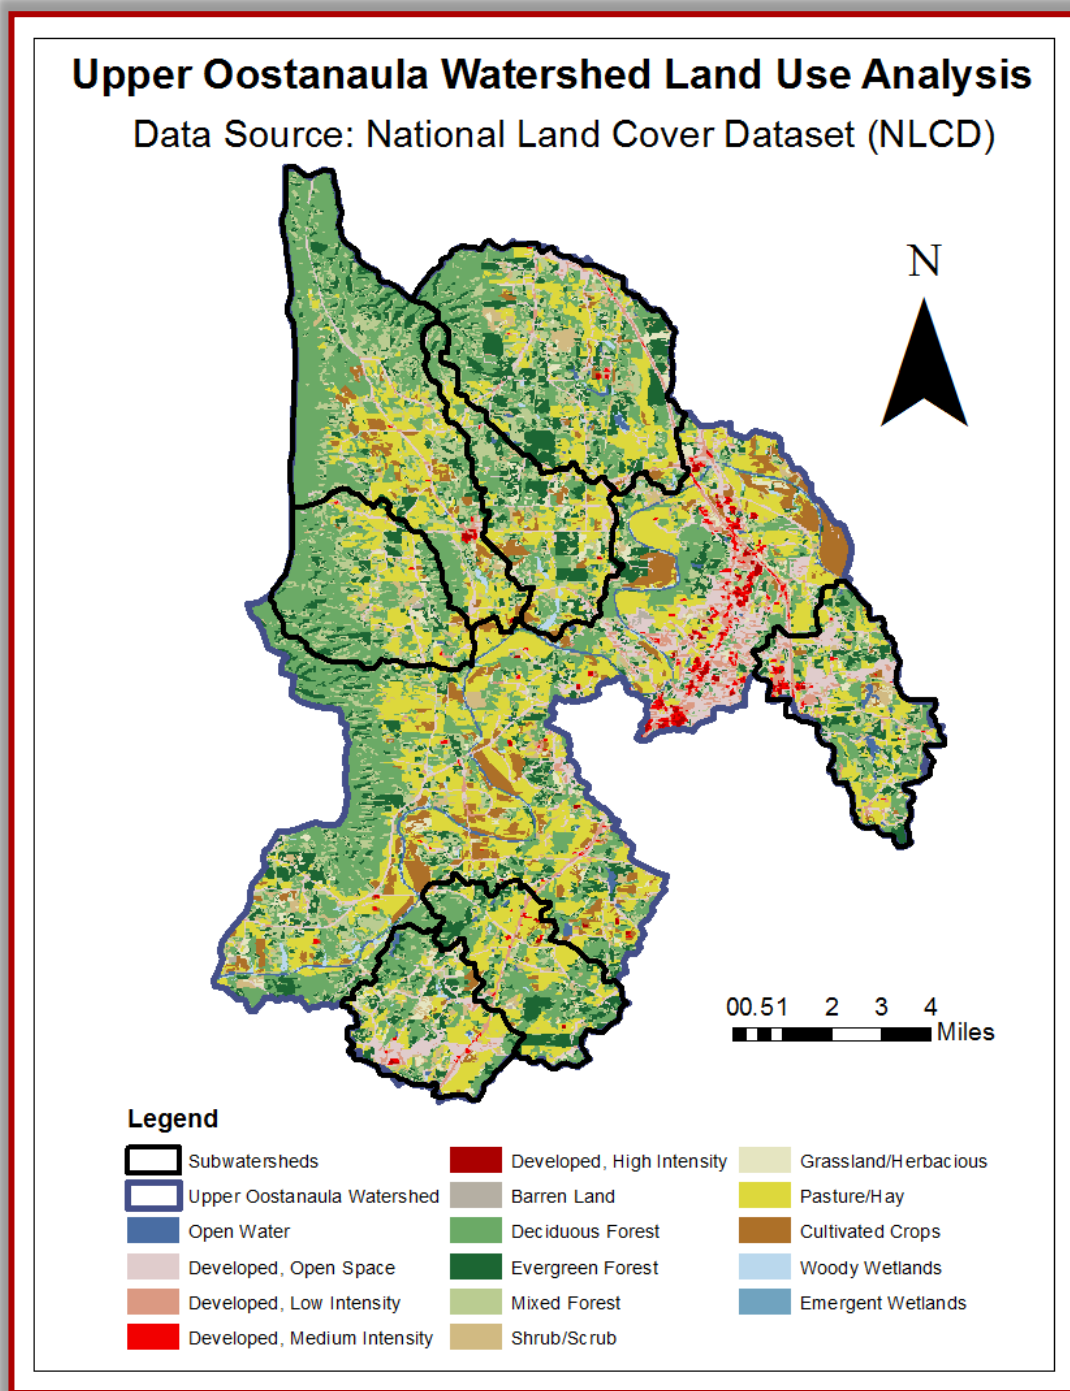 Upper Oostanaula Watershed Land Use Analysis
Data Source: National Land Cover Dataset (NLCD)
N
00.51 2 3 4
Miles
Legend
Subwatersheds
Upper Oostanaula Watershed
Open Water
Developed, Open Space
Developed, Low Intensity
Developed, Medium Intensity
Developed, High Intensity
Barren Land
Deciduous Forest
Evergreen Forest
Mixed Forest
Shrub/Scrub
Grassland/Herbacious
Pasture/Hay
Cultivated Crops
Woody Wetlands
Emergent Wetlands